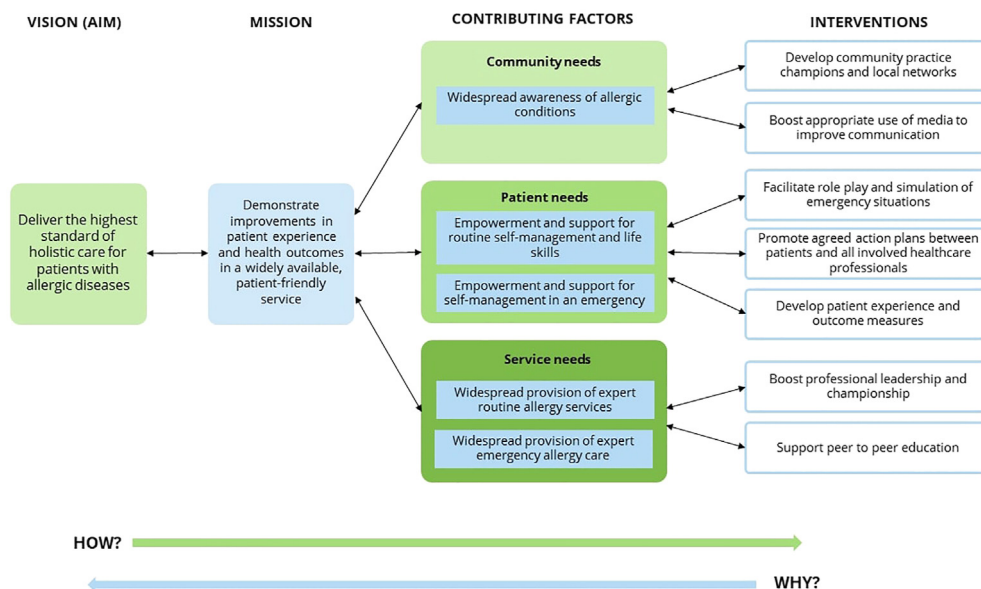 VISION (AIM)
MISSION
CONTRIBUTING FACTORS
INTERVENTIONS
Deliver the highest
standard of
holistic care for
patients with
allergic diseases
Demonstrate
improvements in
patient experience
and health outcomes
in a widely available,
patient-friendly
service
Community needs
Widespread awareness of allergic
conditions
Patient needs
Empowerment and support for
routine self-management and life
skills
Empowerment and support for
self-management in an emergency
Service needs
Widespread provision of expert
routine allergy services
Widespread provision of expert
emergency allergy care
Develop community practice
champions and local networks
Boost appropriate use of media to
improve communication
Facilitate role play and simulation of
emergency situations
Promote agreed action plans between
patients and all involved healthcare
professionals
Develop patient experience and
outcome measures
Boost professional leadership and
championship
Support peer to peer education
HOW?
WHY?